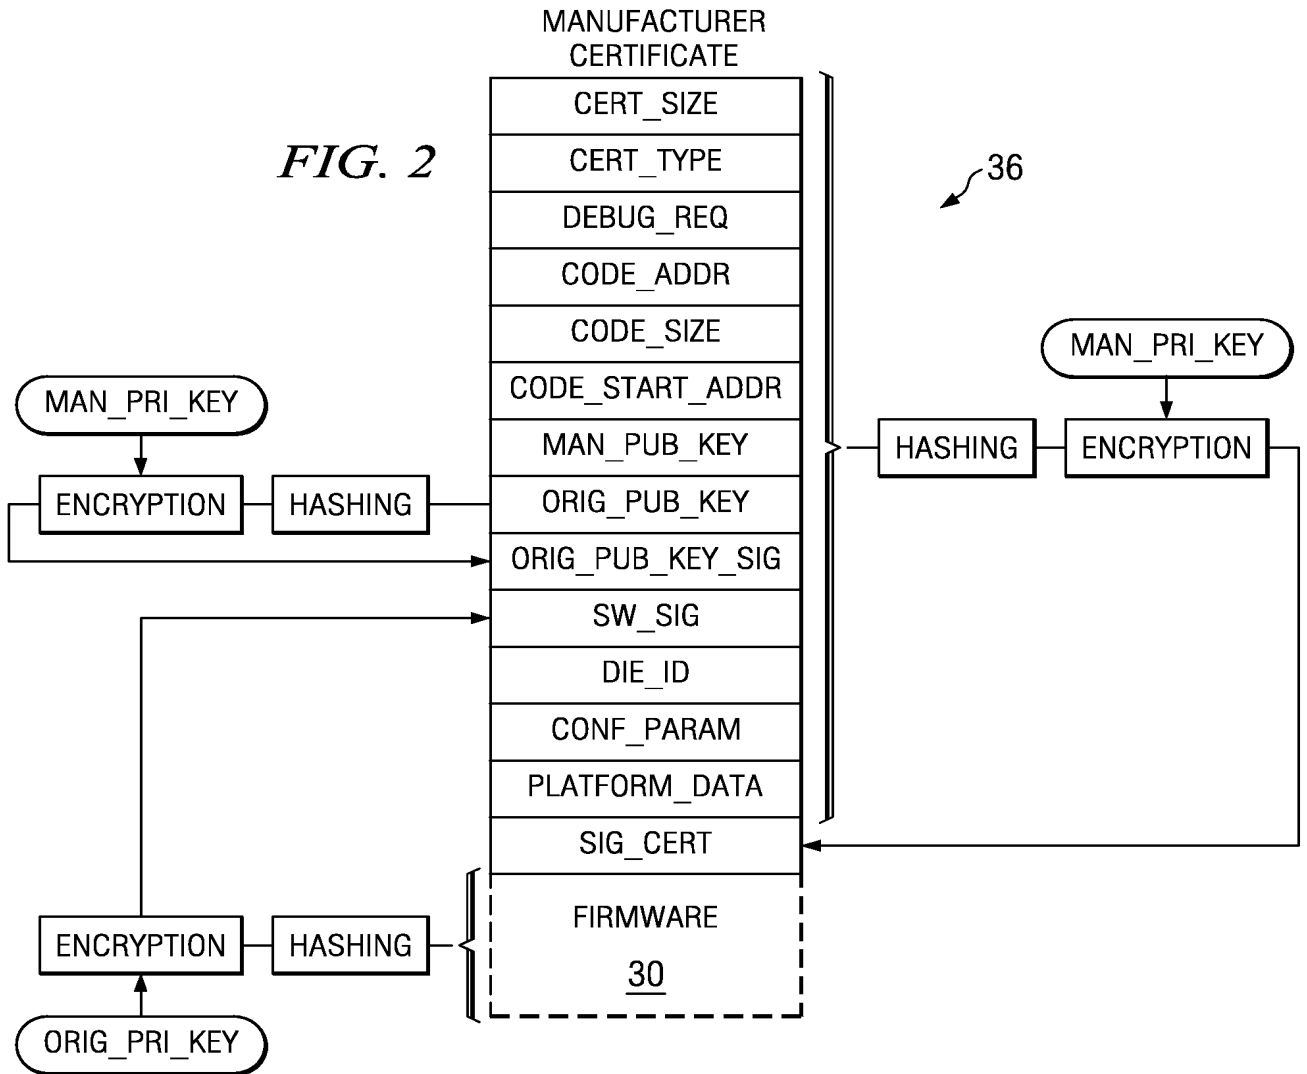 MANUFACTURER
CERTIFICATE
FIG. 2
36
CERT_SIZE
CERT_TYPE
DEBUG_REQ
CODE_ADDR
CODE_SIZE
CODE_START_ADDR
MAN_PUB_KEY
ORIG_PUB_KEY
ORIG_PUB_KEY_SIG
SW_SIG
DIE_ID
CONF_PARAM
PLATFORM_DATA
SIG_CERT
FIRMWARE
30
MAN_PRI_KEY
ENCRYPTION
HASHING
MAN_PRI_KEY
HASHING
ENCRYPTION
ENCRYPTION
HASHING
ORIG_PRI_KEY